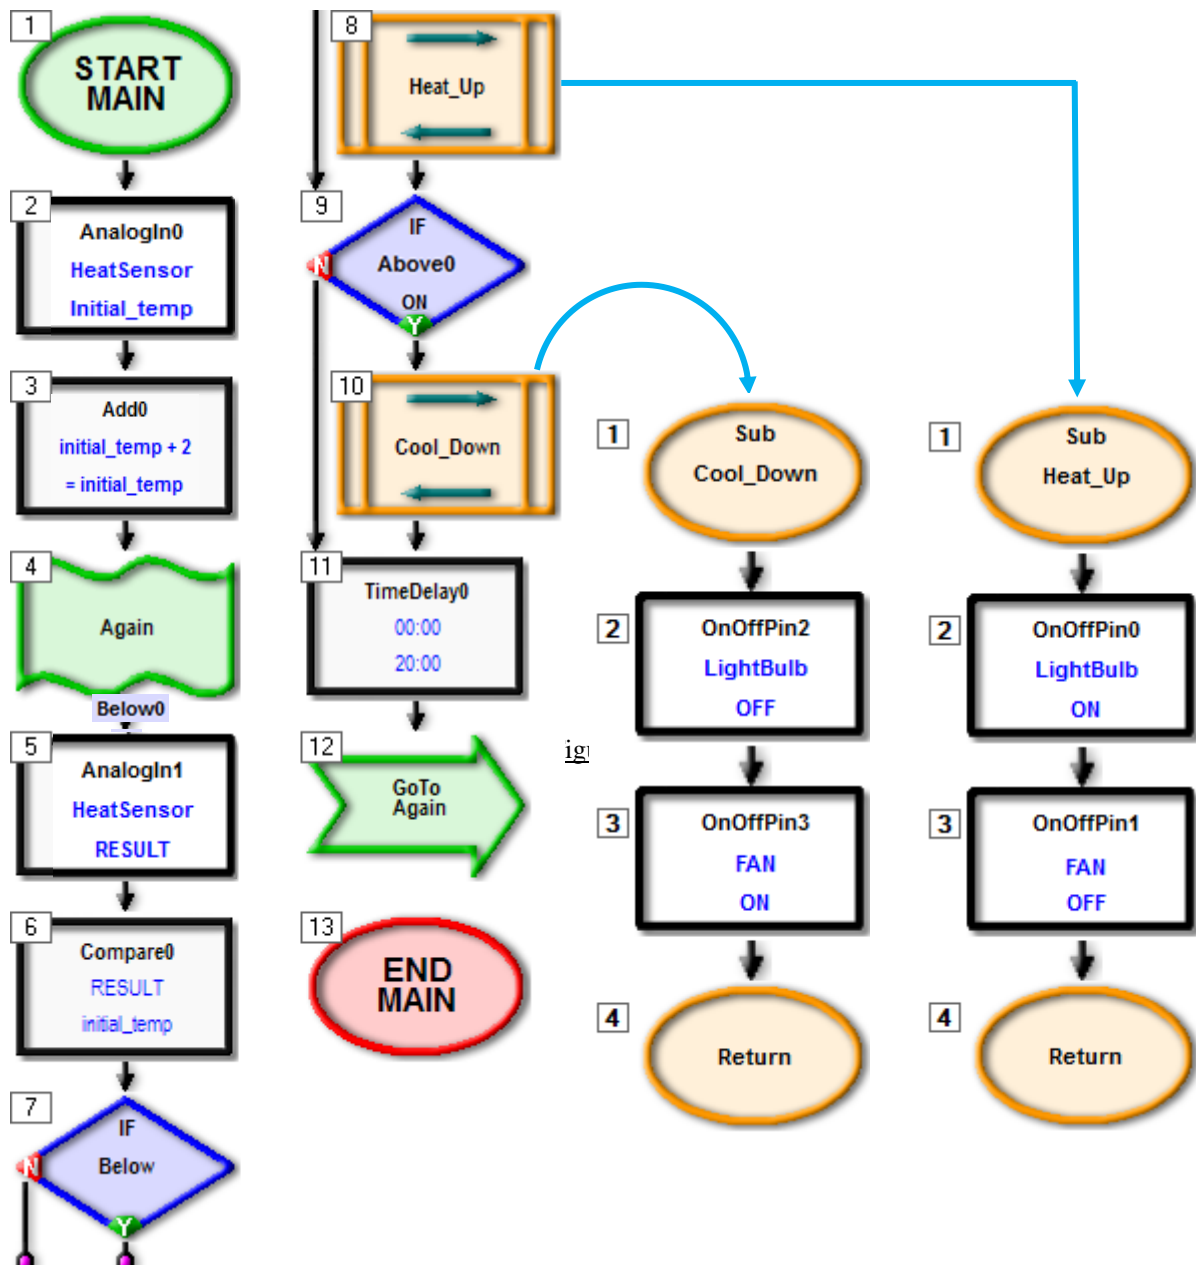 1
START
MAIN
2
AnalogIn0
HeatSensor
Initial_temp
3
Add0
initial_temp + 2
= initial_temp
4
Again
Below0
5
AnalogIn1
HeatSensor
RESULT
6
Compare0
RESULT
initial_temp
7
IF
Below
N
Y
8
Heat_Up
9
IF
Above0
N
ON
Y
10
Cool_Down
11
TimeDelay0
00:00
20:00
12
GoTo
Again
13
END
MAIN
1
Sub
Cool_Down
2
OnOffPin2
LightBulb
OFF
3
OnOffPin3
FAN
ON
4
Return
1
Sub
Heat_Up
2
OnOffPin0
LightBulb
ON
3
OnOffPin1
FAN
OFF
4
Return